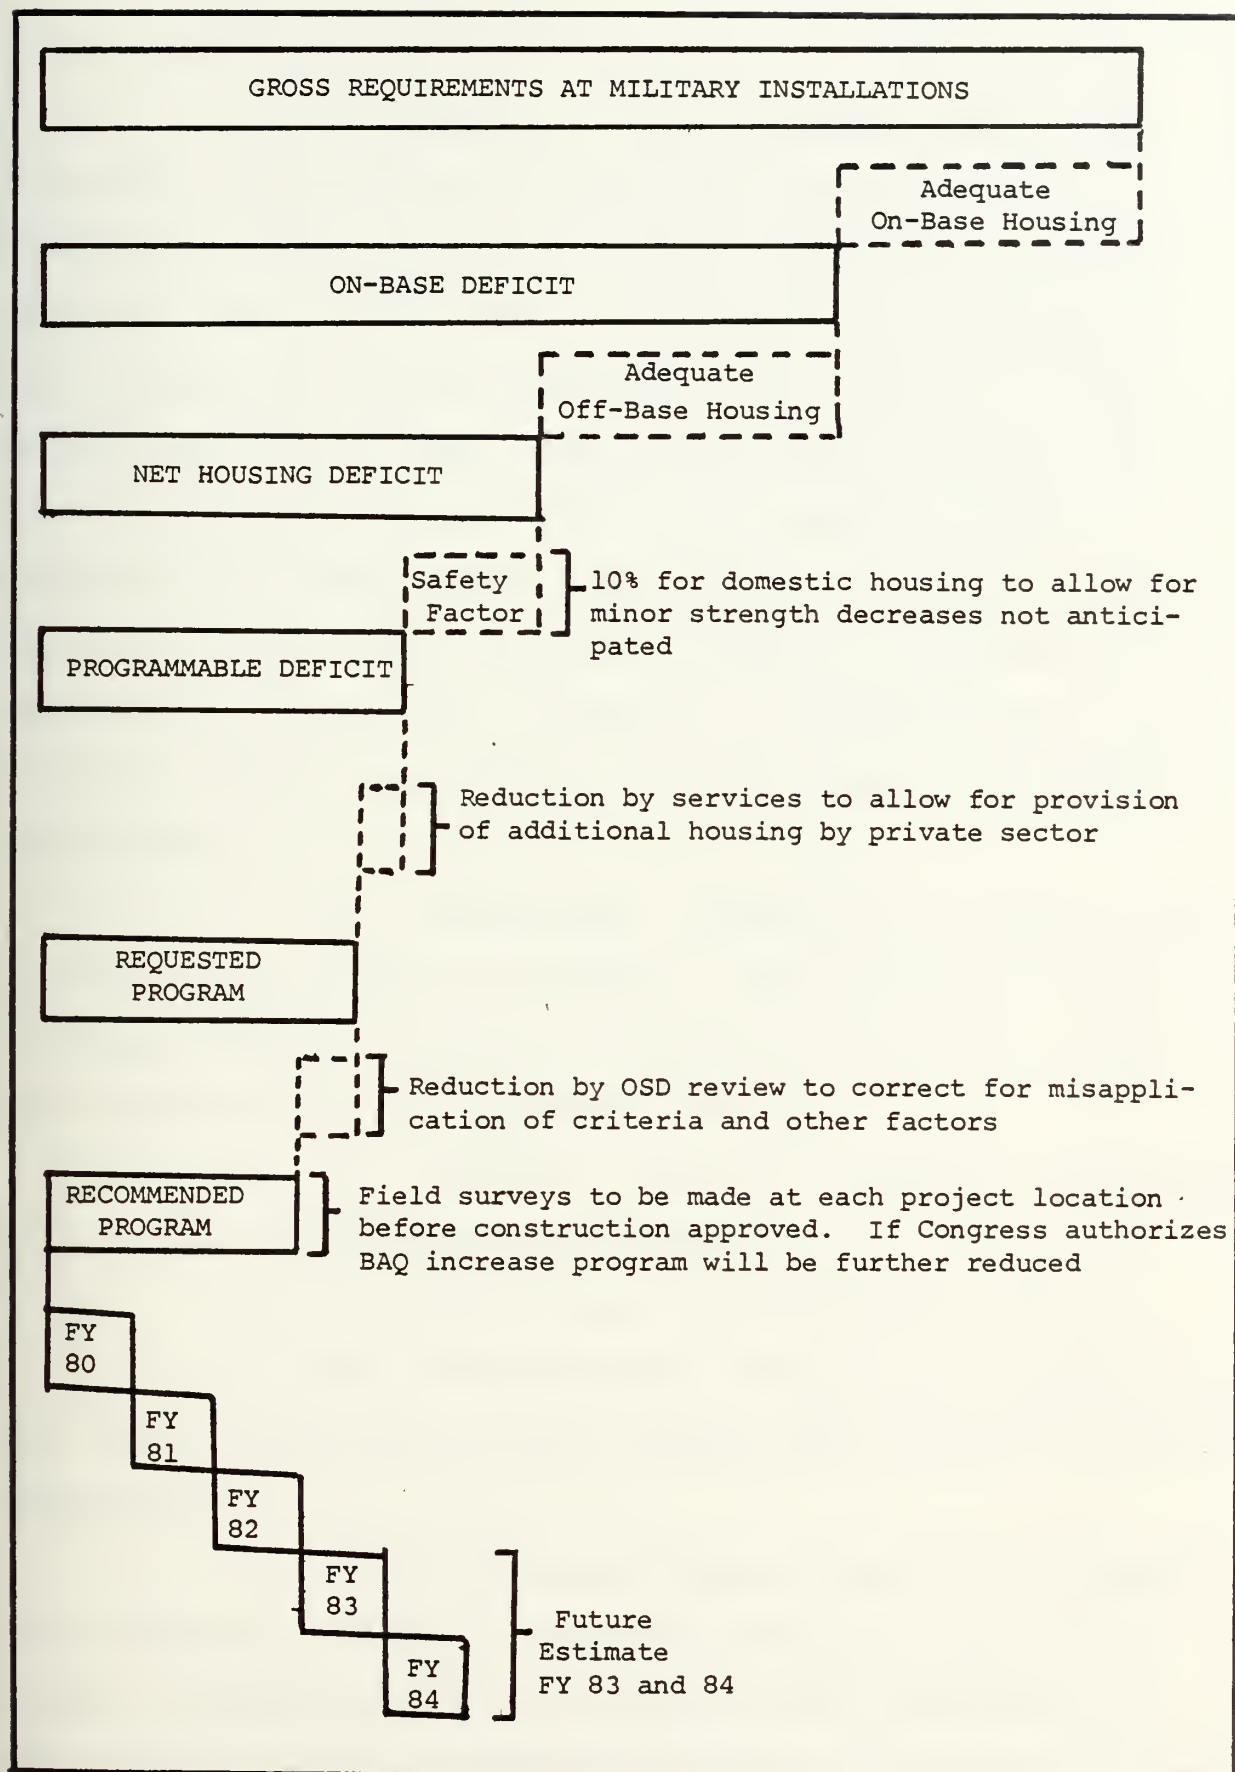 GROSS REQUIREMENTS AT MILITARY INSTALLATIONS
Adequate
On-Base Housing
ON-BASE DEFICIT
Adequate
Off-Base Housing
NET HOUSING DEFICIT
Safety
Factor
10% for domestic housing to allow for
minor strength decreases not antici-
pated
PROGRAMMABLE DEFICIT
Reduction by services to allow for provision
of additional housing by private sector
REQUESTED
PROGRAM
Reduction by OSD review to correct for misappli-
cation of criteria and other factors
RECOMMENDED
PROGRAM
Field surveys to be made at each project location
before construction approved. If Congress authorizes
BAQ increase program will be further reduced
FY
80
FY
81
FY
82
FY
83
FY
84
Future
Estimate
FY 83 and 84